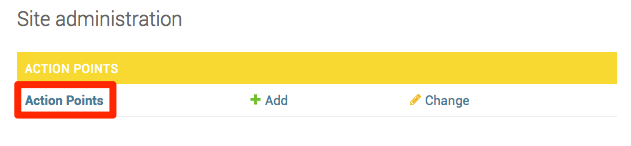 Site administration
ACTION POINTS
Action Points Add Change